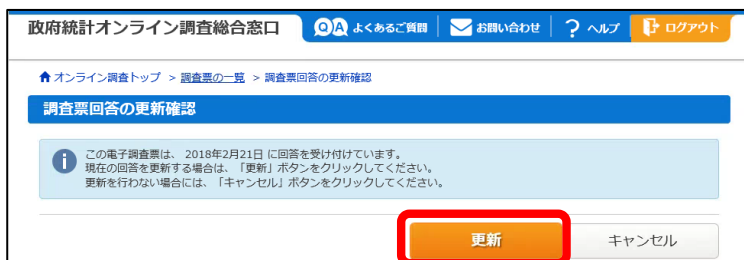 政府統計オンライン調査総合窓口 QA よくあるご質問 お問い合わせ ? ヘルプ ログアウト
オンライン調査トップ > 調査票の一覧 > 調査票回答の更新確認
調査票回答の更新確認
i この電子調査票は、 2018年2月21日 に回答を受け付けています。
現在の回答を更新する場合は、「更新」ボタンをクリックしてください。
更新を行わない場合には、「キャンセル」ボタンをクリックしてください。
更新 キャンセル